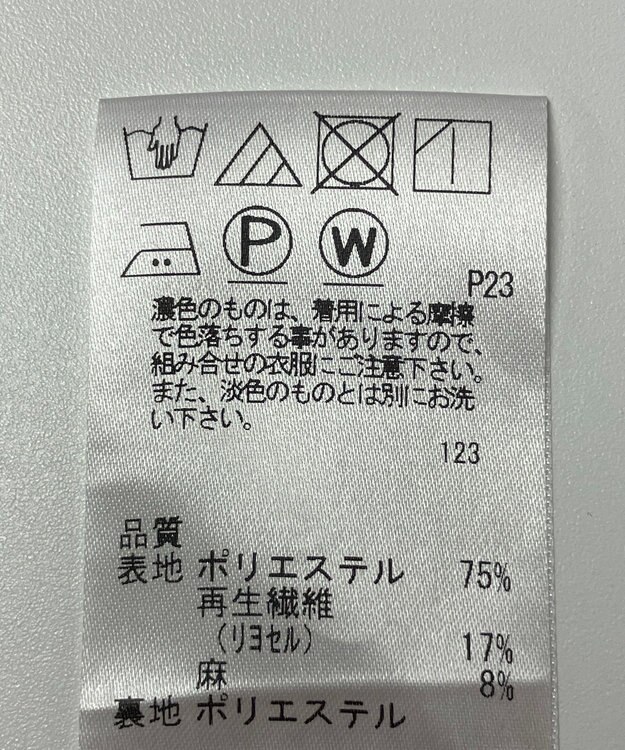 P W
P23
濃色のものは、着用による摩擦
で色落ちする事がありますので、
組み合せの衣服にご注意下さい。
また、淡色のものとは別にお洗
い下さい。
123
品質
表地 ポリエステル 75%
再生繊維
(リヨセル) 17%
麻 8%
裏地 ポリエステル